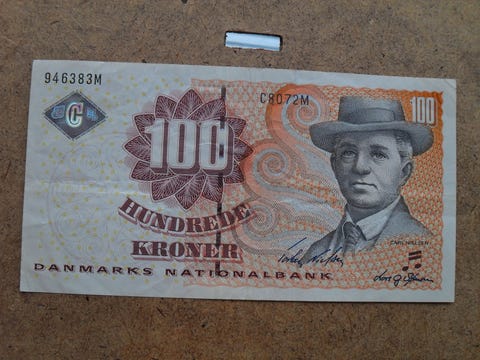 946383M
C8072M
C
100
100
HUNDREDE
KRONER
CARL NIELSEN
DANMARKS NATIONALBANK